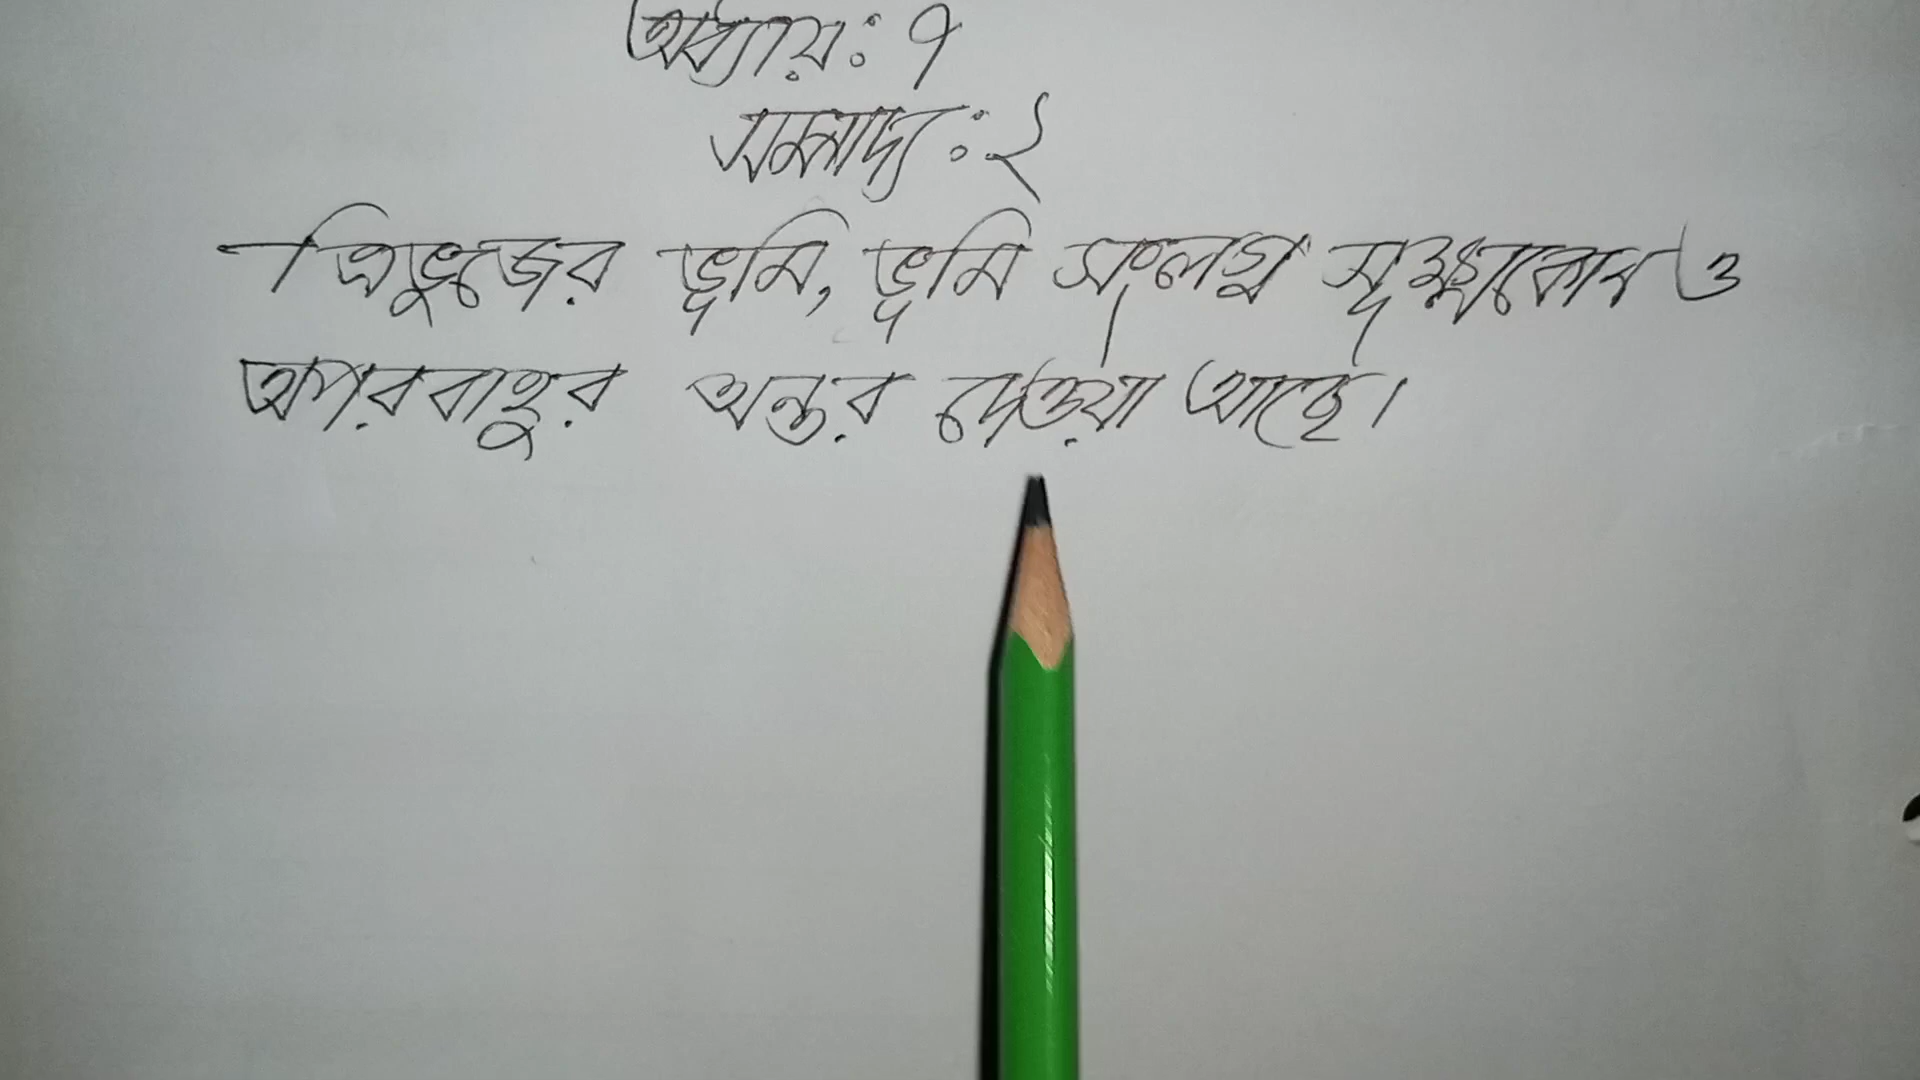 অধ্যায়: ৭
সম্পাদ্য: ২
ত্রিভুজের ভূমি, ভূমি সংলগ্ন সূক্ষ্মকোন ও
অপর বাহুর অন্তর দেওয়া আছে।